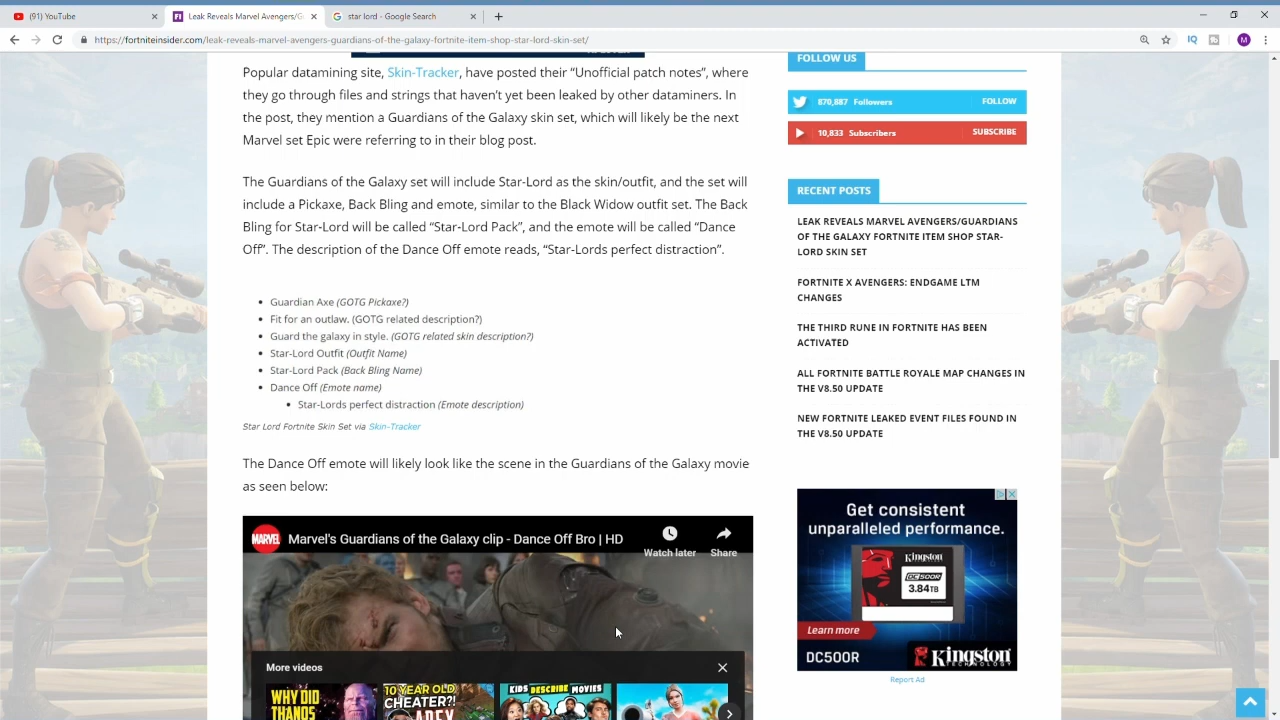 (91) YouTube
Leak Reveals Marvel Avengers/G
star lord - Google Search
https://fortniteinsider.com/leak-reveals-marvel-avengers-guardians-of-the-galaxy-fortnite-item-shop-star-lord-skin-set/
IQ
M
Popular datamining site, Skin-Tracker, have posted their “Unofficial patch notes”, where
they go through files and strings that haven’t yet been leaked by other dataminers. In
the post, they mention a Guardians of the Galaxy skin set, which will likely be the next
Marvel set Epic were referring to in their blog post.
The Guardians of the Galaxy set will include Star-Lord as the skin/outfit, and the set will
include a Pickaxe, Back Bling and emote, similar to the Black Widow outfit set. The Back
Bling for Star-Lord will be called “Star-Lord Pack”, and the emote will be called “Dance
Off”. The description of the Dance Off emote reads, “Star-Lords perfect distraction”.
Guardian Axe (GOTG Pickaxe?)
Fit for an outlaw. (GOTG related description?)
Guard the galaxy in style. (GOTG related skin description?)
Star-Lord Outfit (Outfit Name)
Star-Lord Pack (Back Bling Name)
Dance Off (Emote name)
Star-Lords perfect distraction (Emote description)
Star Lord Fortnite Skin Set via Skin-Tracker
The Dance Off emote will likely look like the scene in the Guardians of the Galaxy movie
as seen below:
MARVEL
Marvel's Guardians of the Galaxy clip - Dance Off Bro | HD
Watch later
Share
More videos
WHY DID
THANOS
10 YEAR OLD
CHEATER?!
APEX
KIDS DESCRIBE MOVIES
FOLLOW US
870,887 Followers
FOLLOW
10,833 Subscribers
SUBSCRIBE
RECENT POSTS
LEAK REVEALS MARVEL AVENGERS/GUARDIANS
OF THE GALAXY FORTNITE ITEM SHOP STAR-
LORD SKIN SET
FORTNITE X AVENGERS: ENDGAME LTM
CHANGES
THE THIRD RUNE IN FORTNITE HAS BEEN
ACTIVATED
ALL FORTNITE BATTLE ROYALE MAP CHANGES IN
THE V8.50 UPDATE
NEW FORTNITE LEAKED EVENT FILES FOUND IN
THE V8.50 UPDATE
Get consistent
unparalleled performance.
Kingston
DC500R
3.84TB
Learn more
DC500R
Kingston
TECHNOLOGY
Report Ad